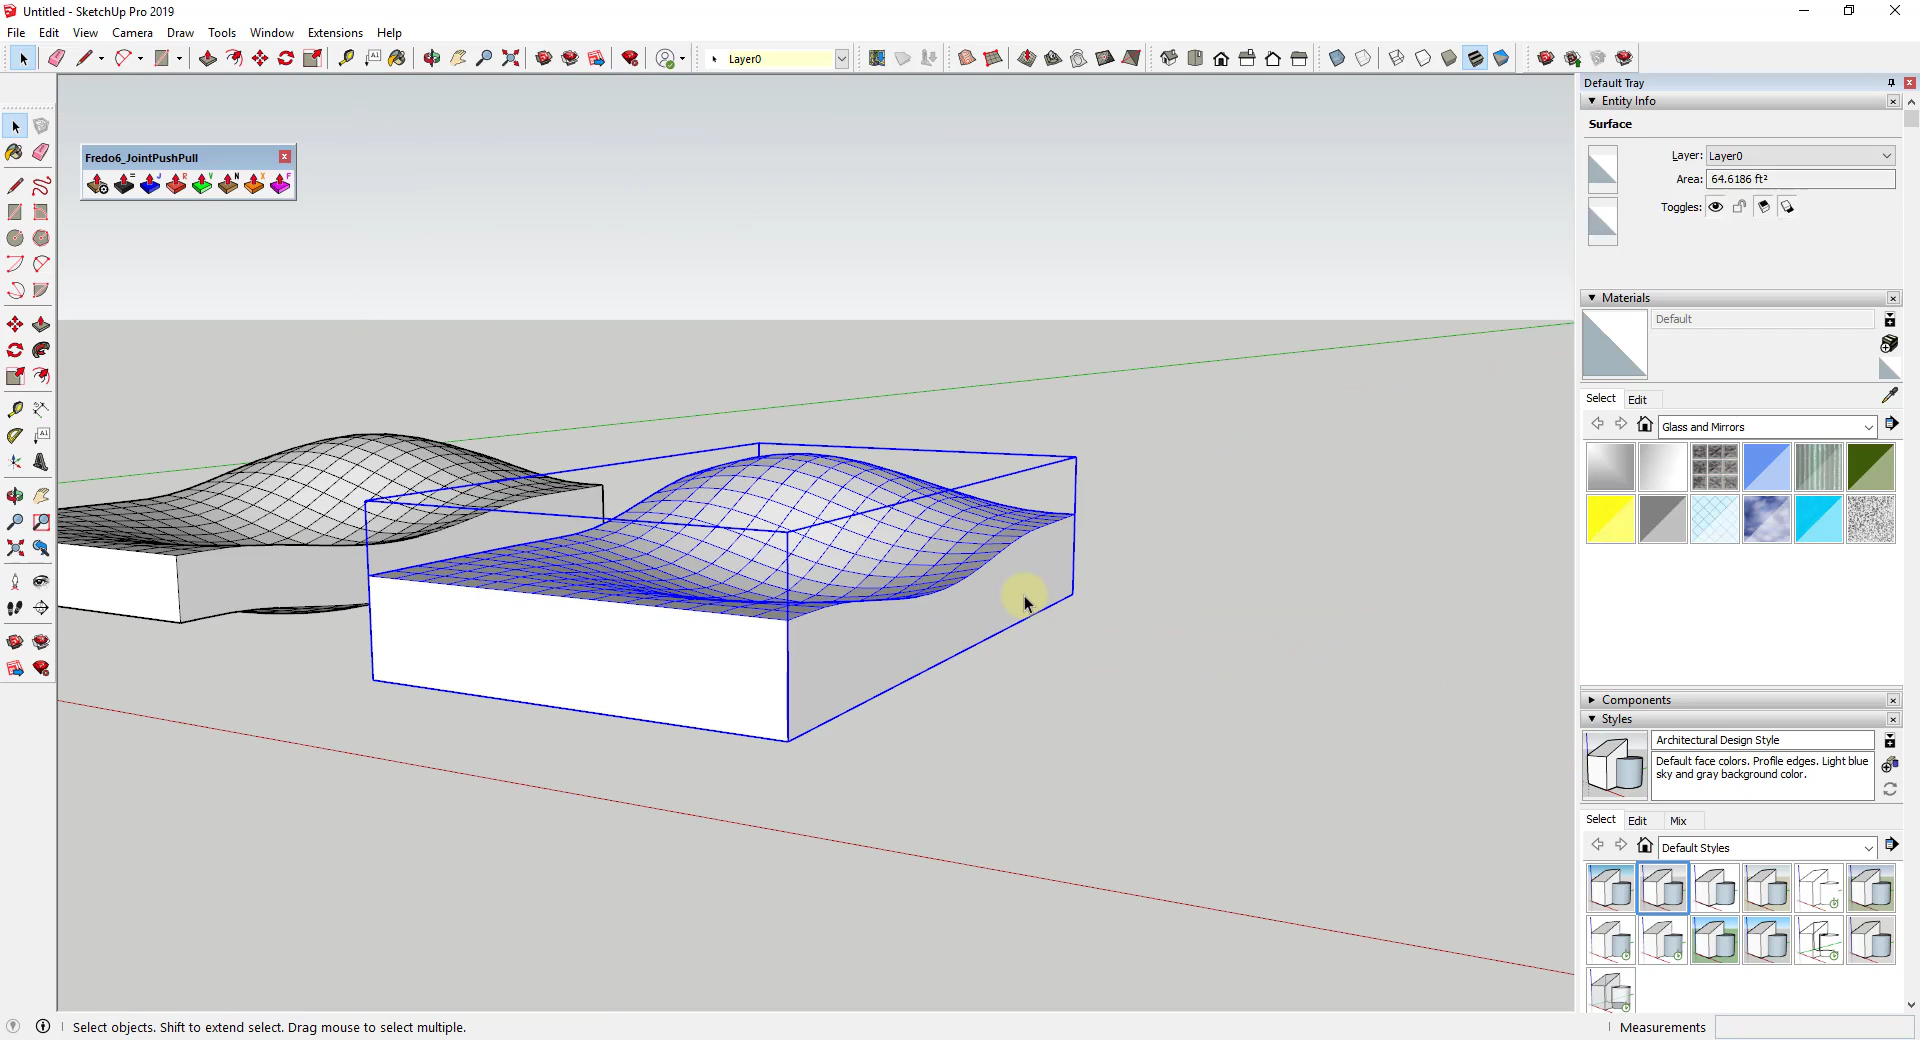 Untitled - SketchUp Pro 2019
File Edit View Camera Draw Tools Window Extensions Help
Layer0
Default Tray
Entity Info
Surface
Layer: Layer0
Area: 64.6186 ft²
Toggles:
Fredo6_JointPushPull
= J R V N X F
Materials
Default
Select Edit
Glass and Mirrors
Components
Styles
Architectural Design Style
Default face colors. Profile edges. Light blue
sky and gray background color.
Select Edit Mix
Default Styles
Select objects. Shift to extend select. Drag mouse to select multiple.
Measurements